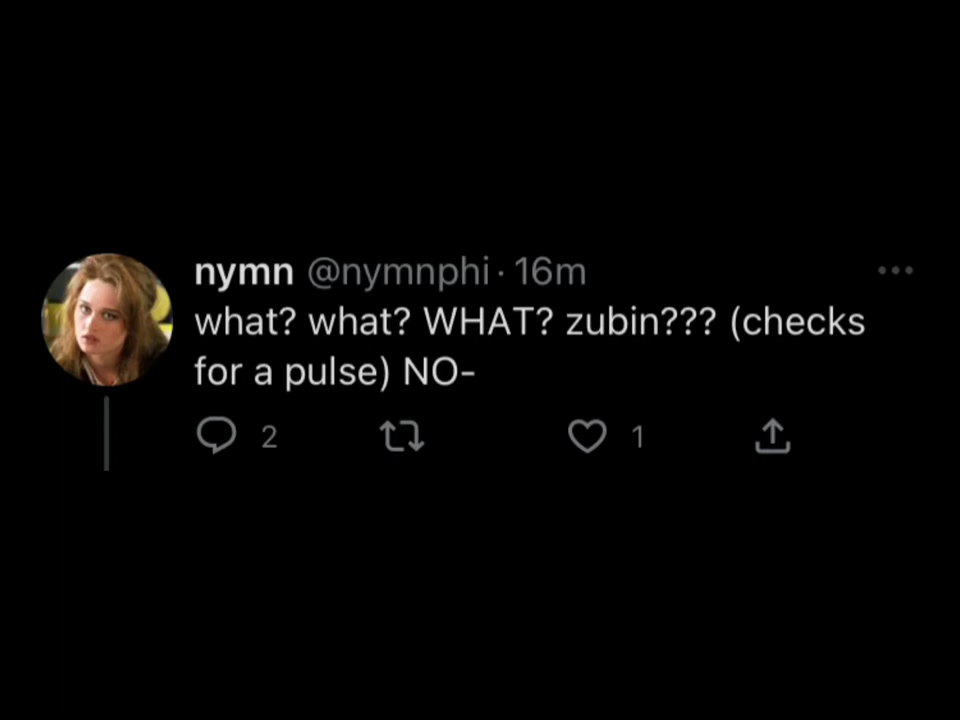 nymn @nymnphi · 16m
what? what? WHAT? zubin??? (checks
for a pulse) NO-
2 1